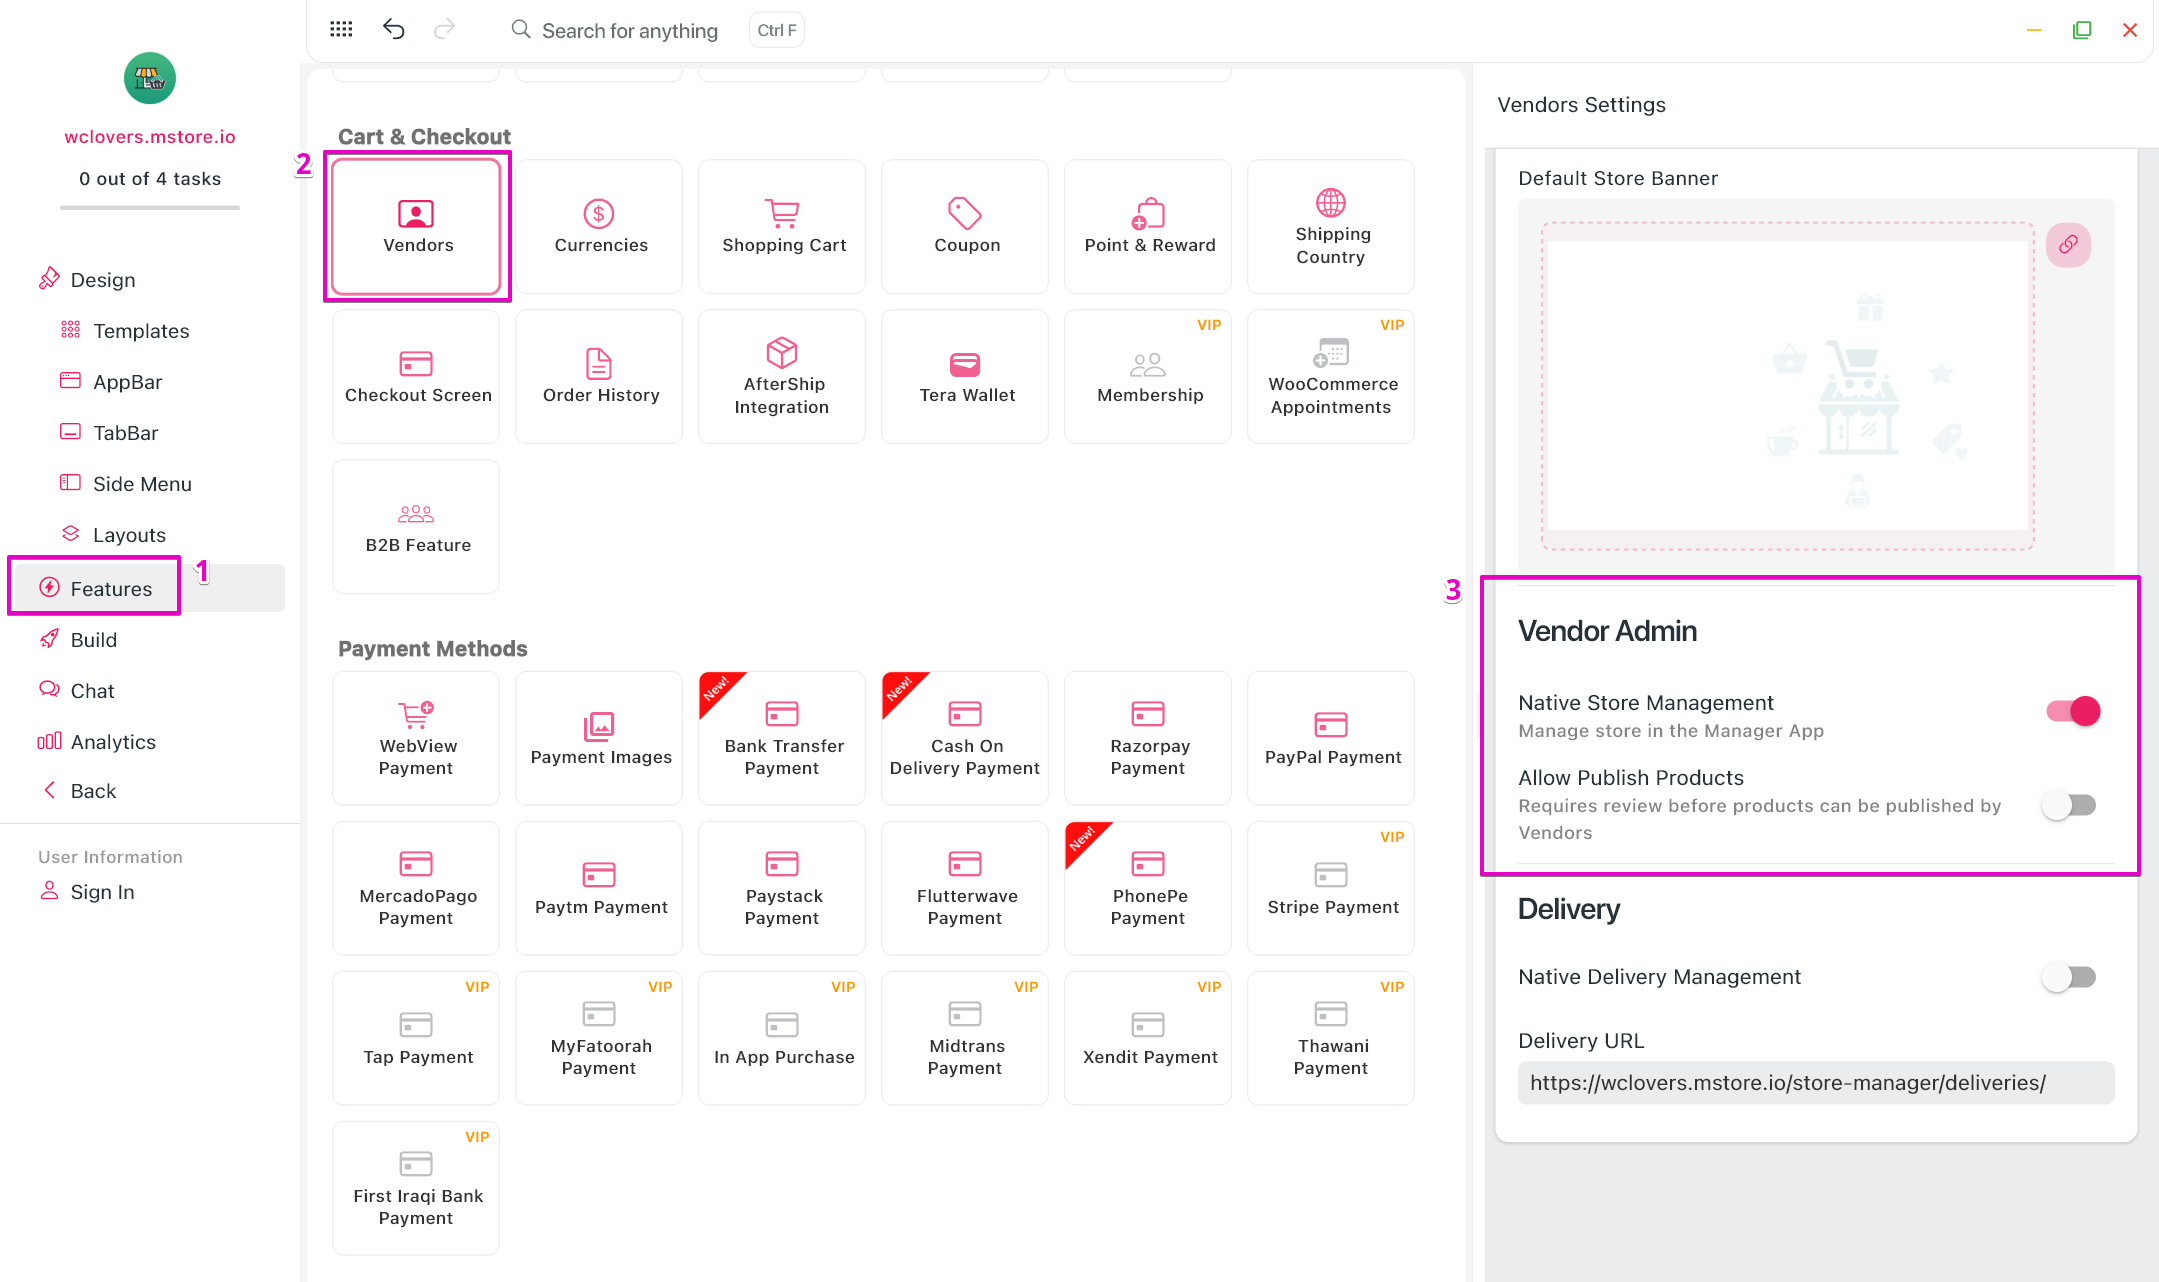 Search for anything
Ctrl F
wclovers.mstore.io
0 out of 4 tasks
Design
Templates
AppBar
TabBar
Side Menu
Layouts
1
Features
Build
Chat
Analytics
Back
User Information
Sign In
Cart & Checkout
2
Vendors
Currencies
Shopping Cart
Coupon
Point & Reward
Shipping
Country
Checkout Screen
Order History
AfterShip
Integration
Tera Wallet
VIP
Membership
VIP
WooCommerce
Appointments
B2B Feature
Payment Methods
WebView
Payment
Payment Images
New!
Bank Transfer
Payment
New!
Cash On
Delivery Payment
Razorpay
Payment
PayPal Payment
MercadoPago
Payment
Paytm Payment
Paystack
Payment
Flutterwave
Payment
New!
PhonePe
Payment
VIP
Stripe Payment
VIP
Tap Payment
VIP
MyFatoorah
Payment
VIP
In App Purchase
VIP
Midtrans
Payment
VIP
Xendit Payment
VIP
Thawani
Payment
VIP
First Iraqi Bank
Payment
Vendors Settings
Default Store Banner
3
Vendor Admin
Native Store Management
Manage store in the Manager App
Allow Publish Products
Requires review before products can be published by
Vendors
Delivery
Native Delivery Management
Delivery URL
https://wclovers.mstore.io/store-manager/deliveries/